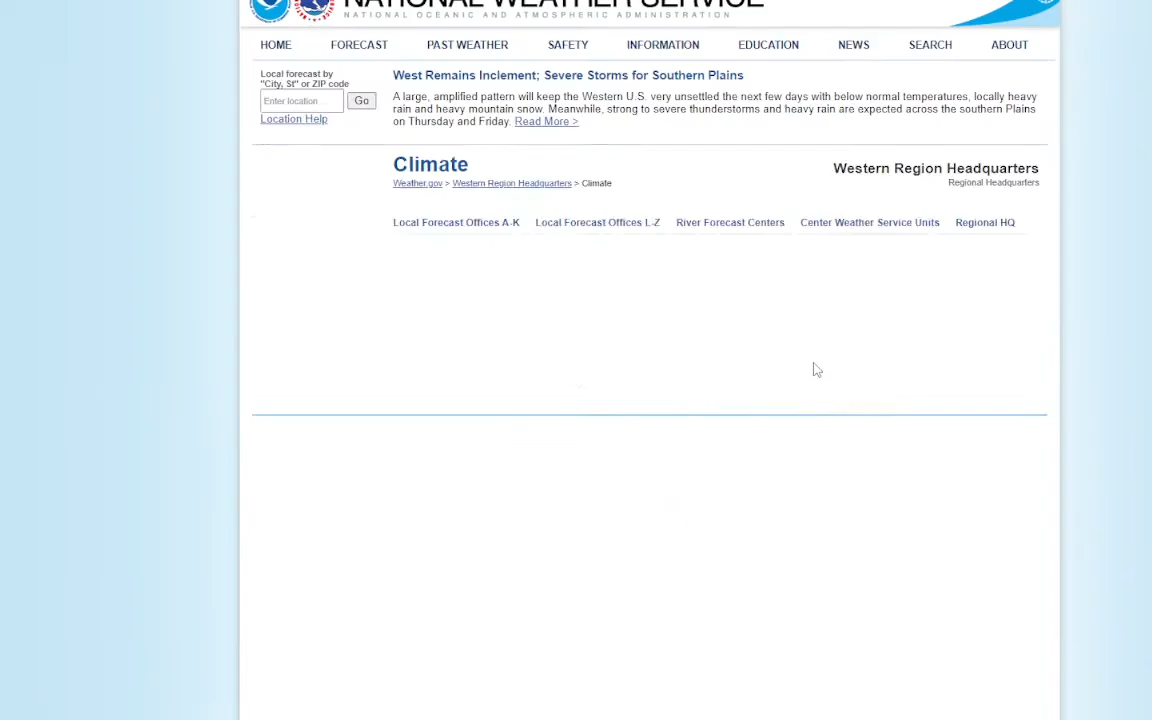 NATIONAL WEATHER SERVICE
NATIONAL OCEANIC AND ATMOSPHERIC ADMINISTRATION
HOME FORECAST PAST WEATHER SAFETY INFORMATION EDUCATION NEWS SEARCH ABOUT
Local forecast by
"City, St" or ZIP code
Enter location ... Go
Location Help
West Remains Inclement; Severe Storms for Southern Plains
A large, amplified pattern will keep the Western U.S. very unsettled the next few days with below normal temperatures, locally heavy
rain and heavy mountain snow. Meanwhile, strong to severe thunderstorms and heavy rain are expected across the southern Plains
on Thursday and Friday. Read More >
Climate
Weather.gov > Western Region Headquarters > Climate
Western Region Headquarters
Regional Headquarters
Local Forecast Offices A-K Local Forecast Offices L-Z River Forecast Centers Center Weather Service Units Regional HQ